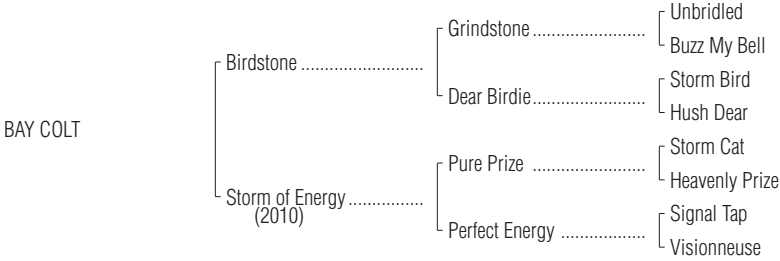 Unbridled
Grindstone..........................
Buzz My Bell
Birdstone ............................
Storm Bird
Dear Birdie..........................
Hush Dear
BAY COLT
Storm Cat
Pure Prize ..........................
Heavenly Prize
Storm of Energy.................
(2010)
Signal Tap
Perfect Energy ...................
Visionneuse